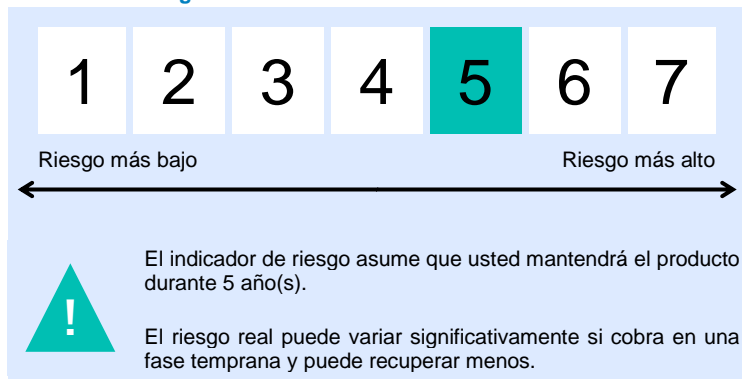 1 2 3 4 5 6 7
Riesgo más bajo Riesgo más alto
El indicador de riesgo asume que usted mantendrá el producto
durante 5 año(s).
!
El riesgo real puede variar significativamente si cobra en una
fase temprana y puede recuperar menos.